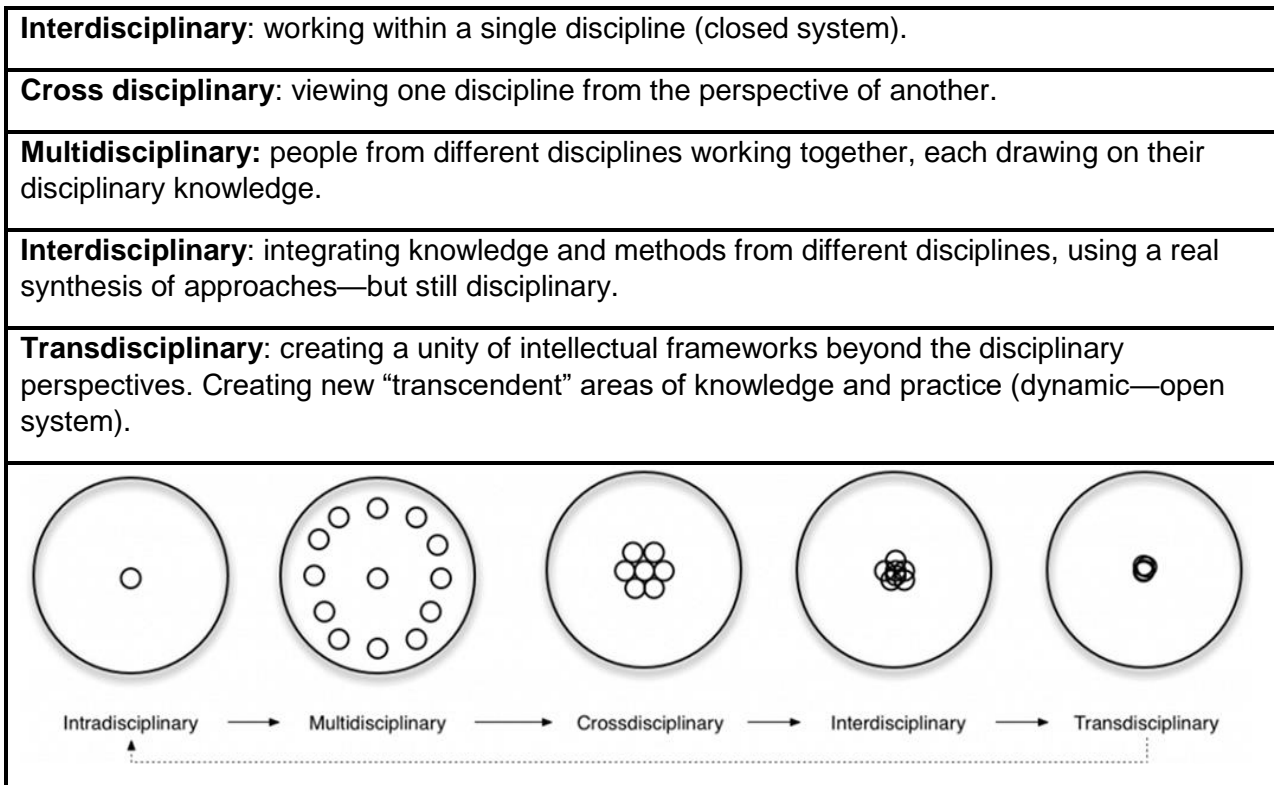 Interdisciplinary: working within a single discipline (closed system).
Cross disciplinary: viewing one discipline from the perspective of another.
Multidisciplinary: people from different disciplines working together, each drawing on their
disciplinary knowledge.
Interdisciplinary: integrating knowledge and methods from different disciplines, using a real
synthesis of approaches—but still disciplinary.
Transdisciplinary: creating a unity of intellectual frameworks beyond the disciplinary
perspectives. Creating new “transcendent” areas of knowledge and practice (dynamic—open
system).
Intradisciplinary Multidisciplinary Crossdisciplinary Interdisciplinary Transdisciplinary